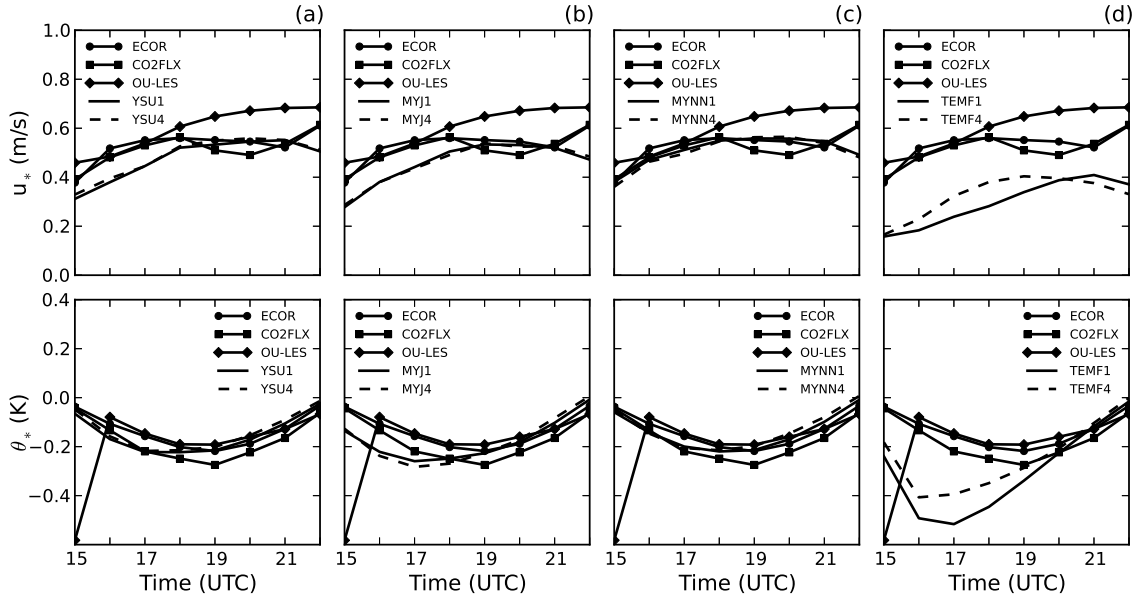 (a) (b) (c) (d)
1.0
0.8
0.6
0.4
0.2
0.0
u* (m/s)
ECOR
CO2FLX
OU-LES
YSU1
YSU4
ECOR
CO2FLX
OU-LES
MYJ1
MYJ4
ECOR
CO2FLX
OU-LES
MYNN1
MYNN4
ECOR
CO2FLX
OU-LES
TEMF1
TEMF4
0.4
0.2
0.0
−0.2
−0.4
θ* (K)
ECOR
CO2FLX
OU-LES
YSU1
YSU4
ECOR
CO2FLX
OU-LES
MYJ1
MYJ4
ECOR
CO2FLX
OU-LES
MYNN1
MYNN4
ECOR
CO2FLX
OU-LES
TEMF1
TEMF4
15 17 19 21 15 17 19 21 15 17 19 21 15 17 19 21
Time (UTC) Time (UTC) Time (UTC) Time (UTC)